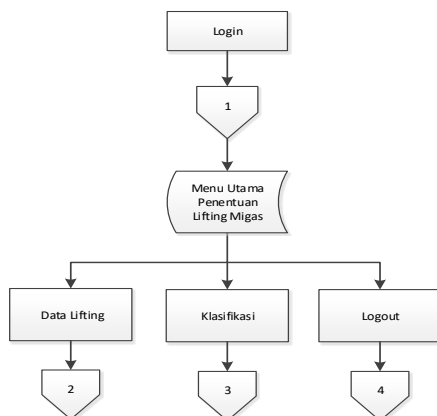 Login
1
Menu Utama
Penentuan
Lifting Migas
Data Lifting
Klasifikasi
Logout
2
3
4